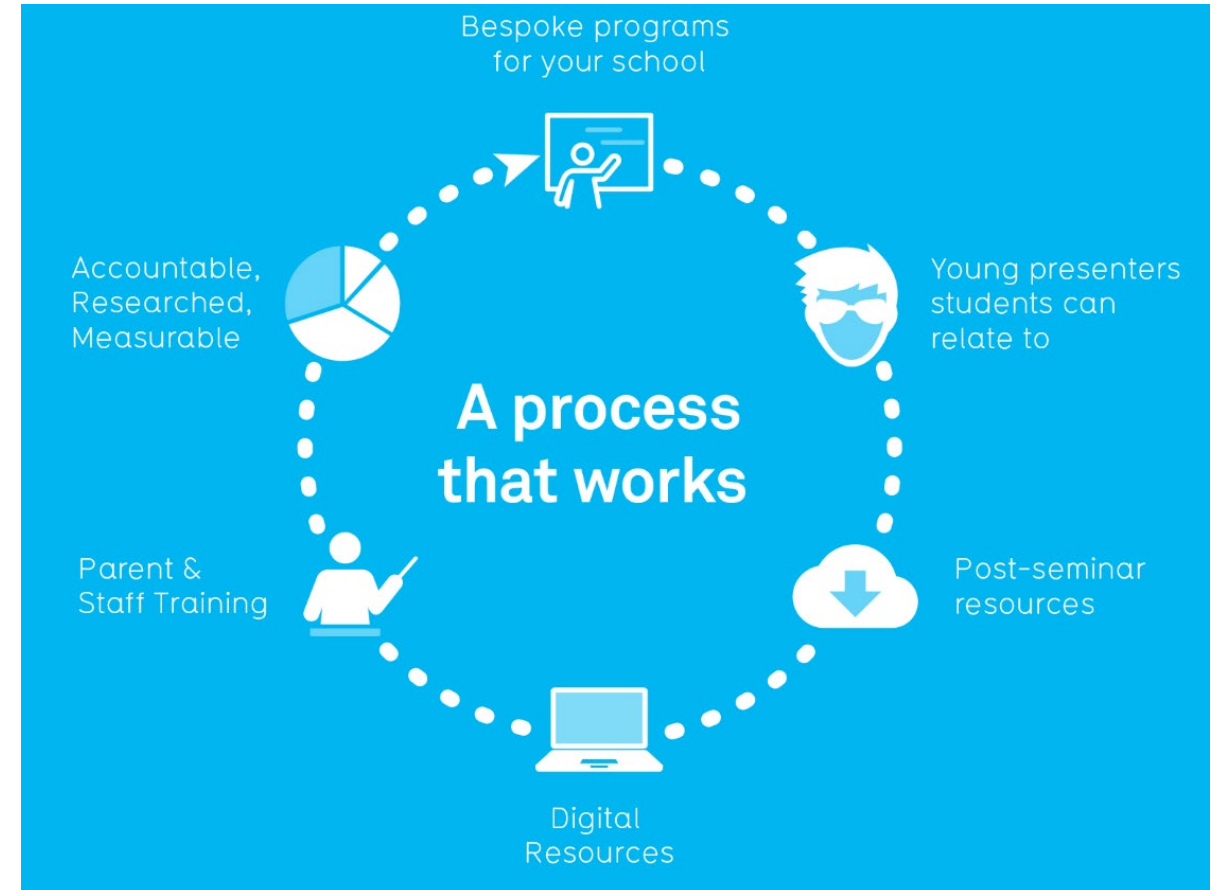 Bespoke programs
for your school
Young presenters
students can
relate to
Post-seminar
resources
Digital
Resources
Parent &
Staff Training
Accountable,
Researched,
Measurable
A process
that works